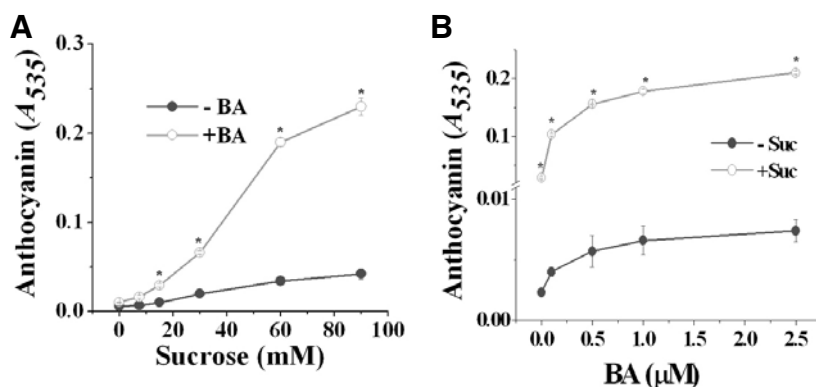 A
Anthocyanin (A535)
0.3
0.2
0.1
0.0
- BA
+BA
* * * *
0 20 40 60 80 100
Sucrose (mM)
B
Anthocyanin (A535)
0.2
0.1
0.01
0.00
* * * * *
- Suc
+Suc
0.0 0.5 1.0 1.5 2.0 2.5
BA (μM)